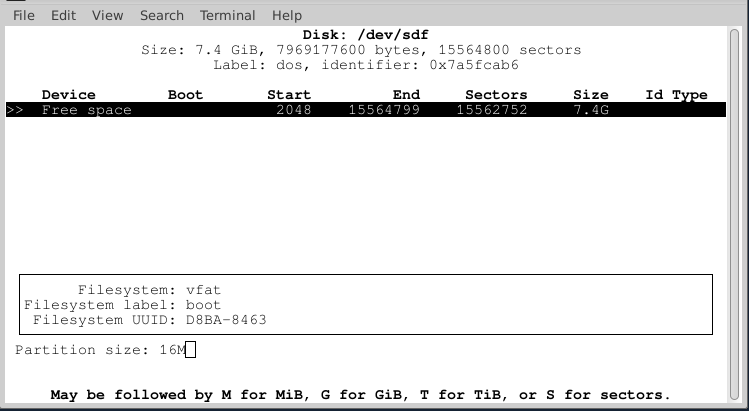 File Edit View Search Terminal Help
Disk: /dev/sdf
Size: 7.4 GiB, 7969177600 bytes, 15564800 sectors
Label: dos, identifier: 0x7a5fcab6
Device Boot Start End Sectors Size Id Type
>> Free space 2048 15564799 15562752 7.4G
Filesystem: vfat
Filesystem label: boot
Filesystem UUID: D8BA-8463
Partition size: 16M
May be followed by M for MiB, G for GiB, T for TiB, or S for sectors.